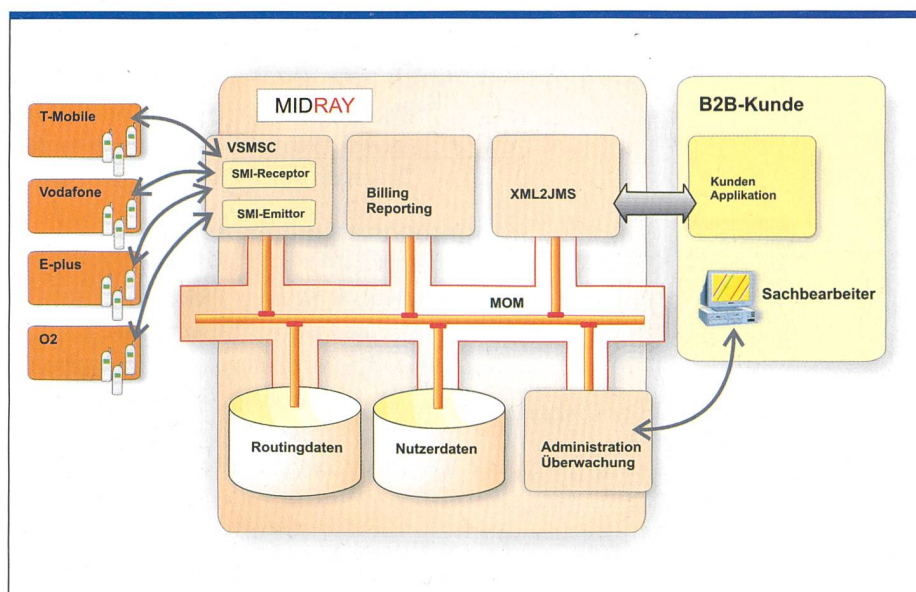 T-Mobile
Vodafone
E-plus
O2
MIDRAY
VSMSC
SMI-Receptor
SMI-Emittor
Billing
Reporting
XML2JMS
MOM
Routingdaten
Nutzerdaten
Administration
Überwachung
B2B-Kunde
Kunden
Applikation
Sachbearbeiter